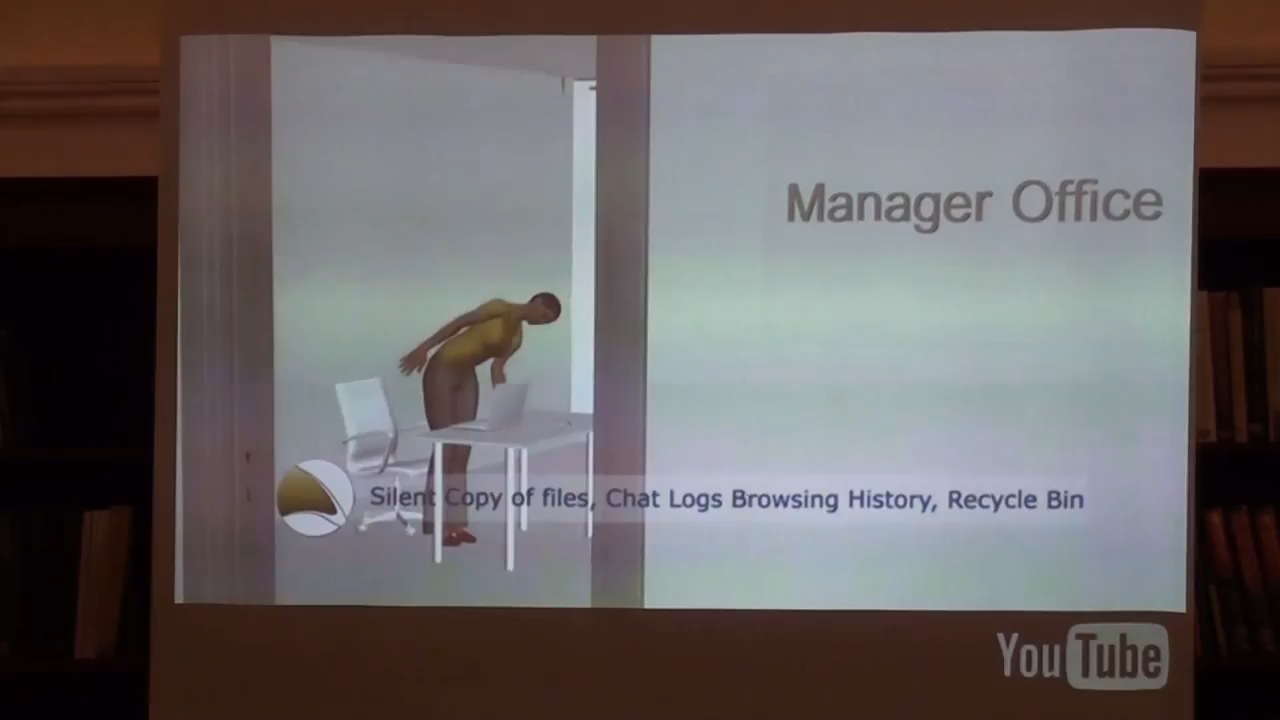 Manager Office
Silent Copy of files, Chat Logs Browsing History, Recycle Bin
YouTube